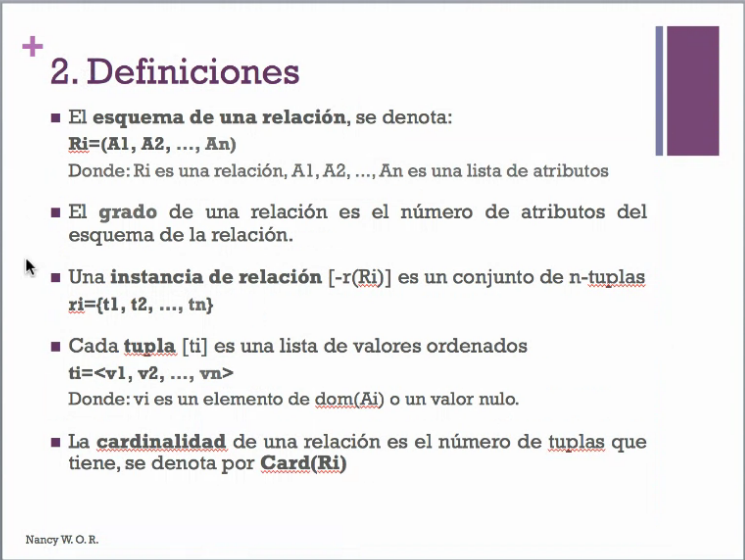 +
2. Definiciones
■ El esquema de una relación, se denota:
Ri=(A1, A2, ..., An)
Donde: Ri es una relación, A1, A2, ..., An es una lista de atributos
■ El grado de una relación es el número de atributos del
esquema de la relación.
■ Una instancia de relación [-r(Ri)] es un conjunto de n-tuplas
ri={t1, t2, ..., tn}
■ Cada tupla [ti] es una lista de valores ordenados
ti=<v1, v2, ..., vn>
Donde: vi es un elemento de dom(Ai) o un valor nulo.
■ La cardinalidad de una relación es el número de tuplas que
tiene, se denota por Card(Ri)
Nancy W. O. R.